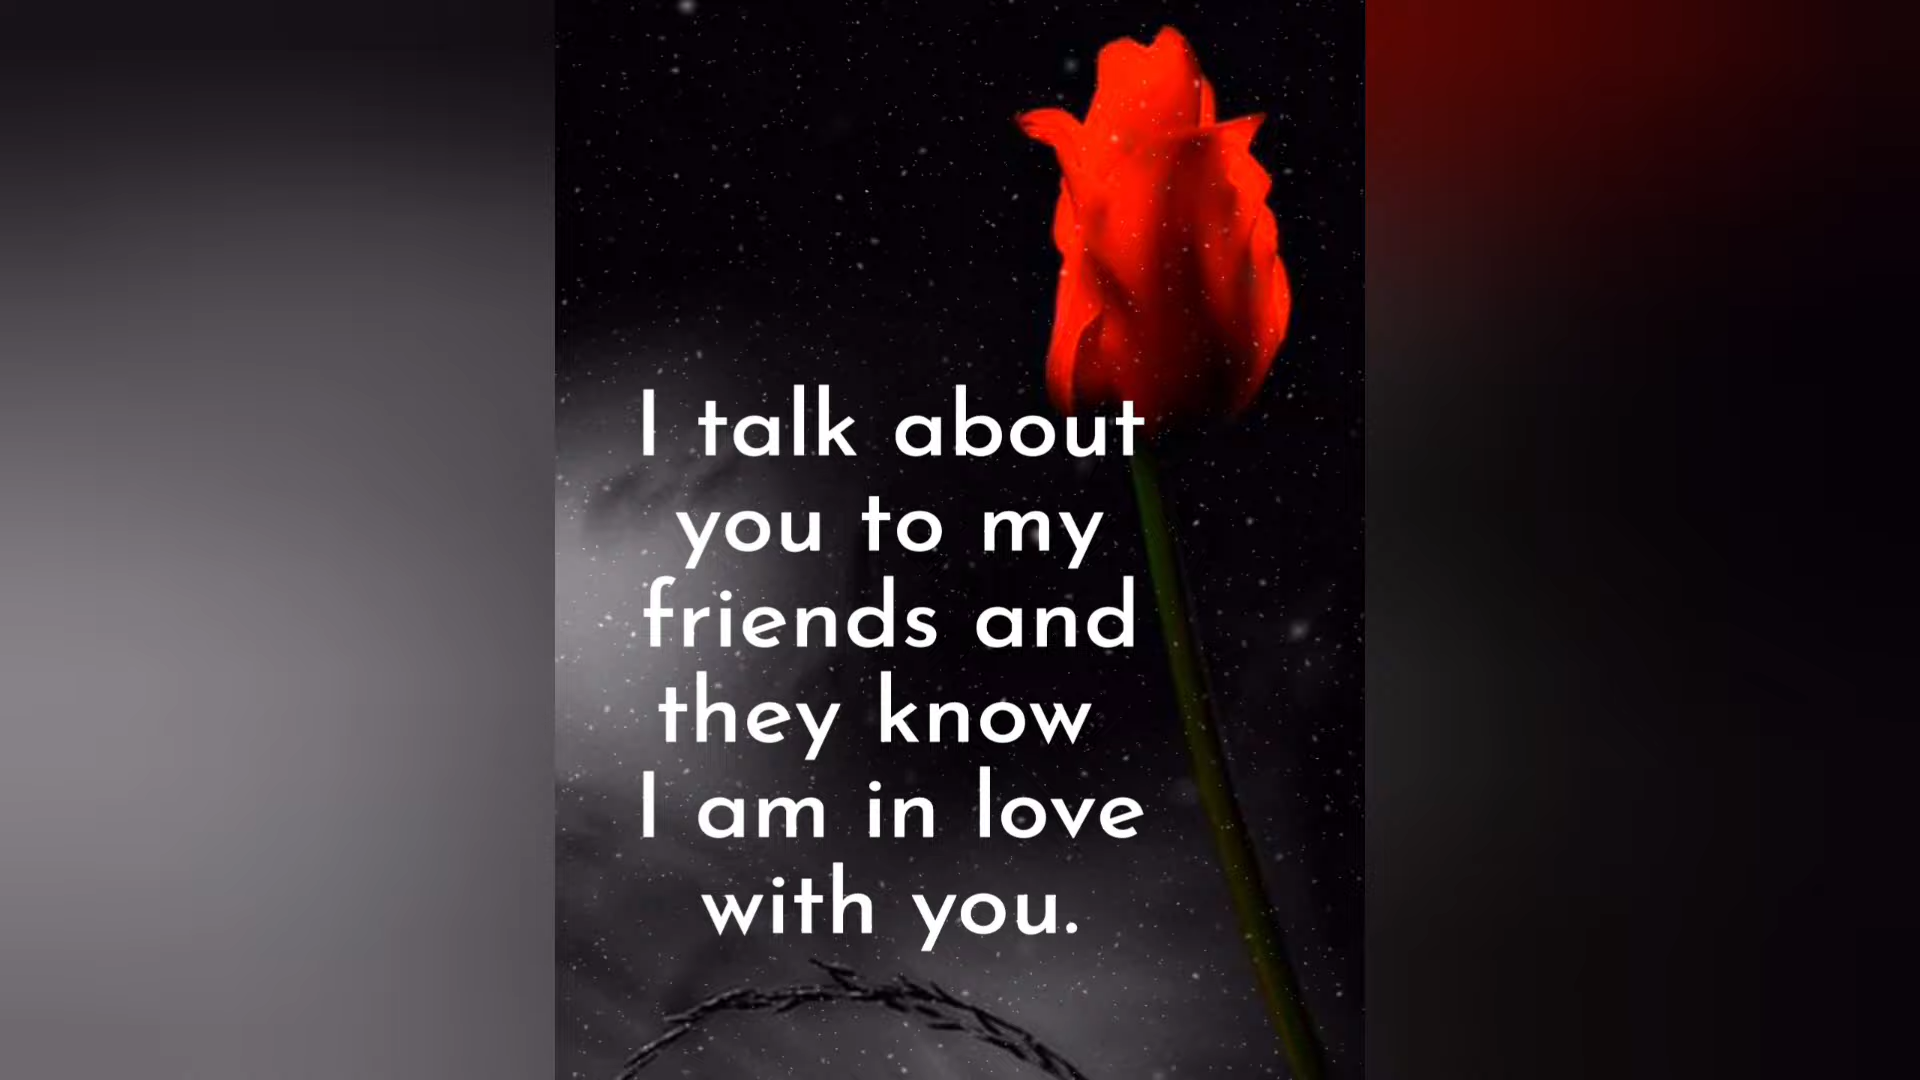 I talk about
you to my
friends and
they know
I am in love
with you.